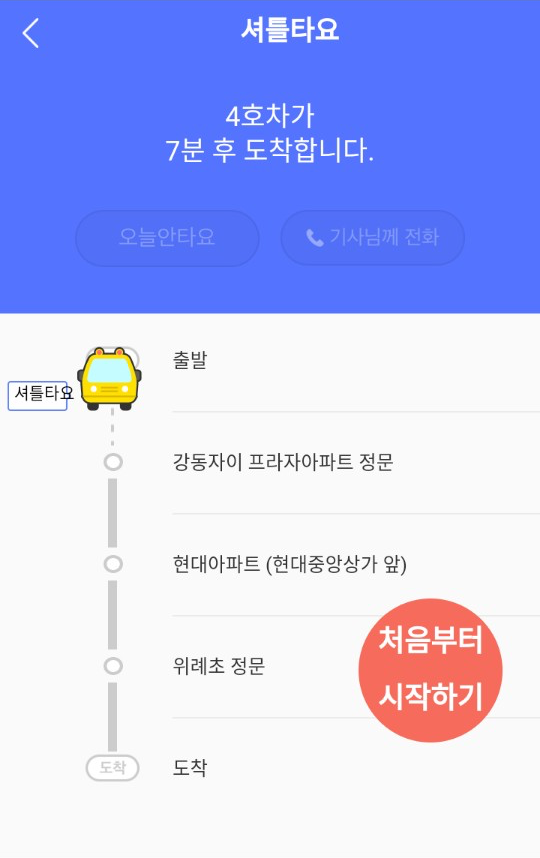 셔틀타요
4호차가
7분 후 도착합니다.
오늘안타요
기사님께 전화
출발
셔틀타요
강동자이 프라자아파트 정문
현대아파트 (현대중앙상가 앞)
처음부터
시작하기
위례초 정문
도착
도착